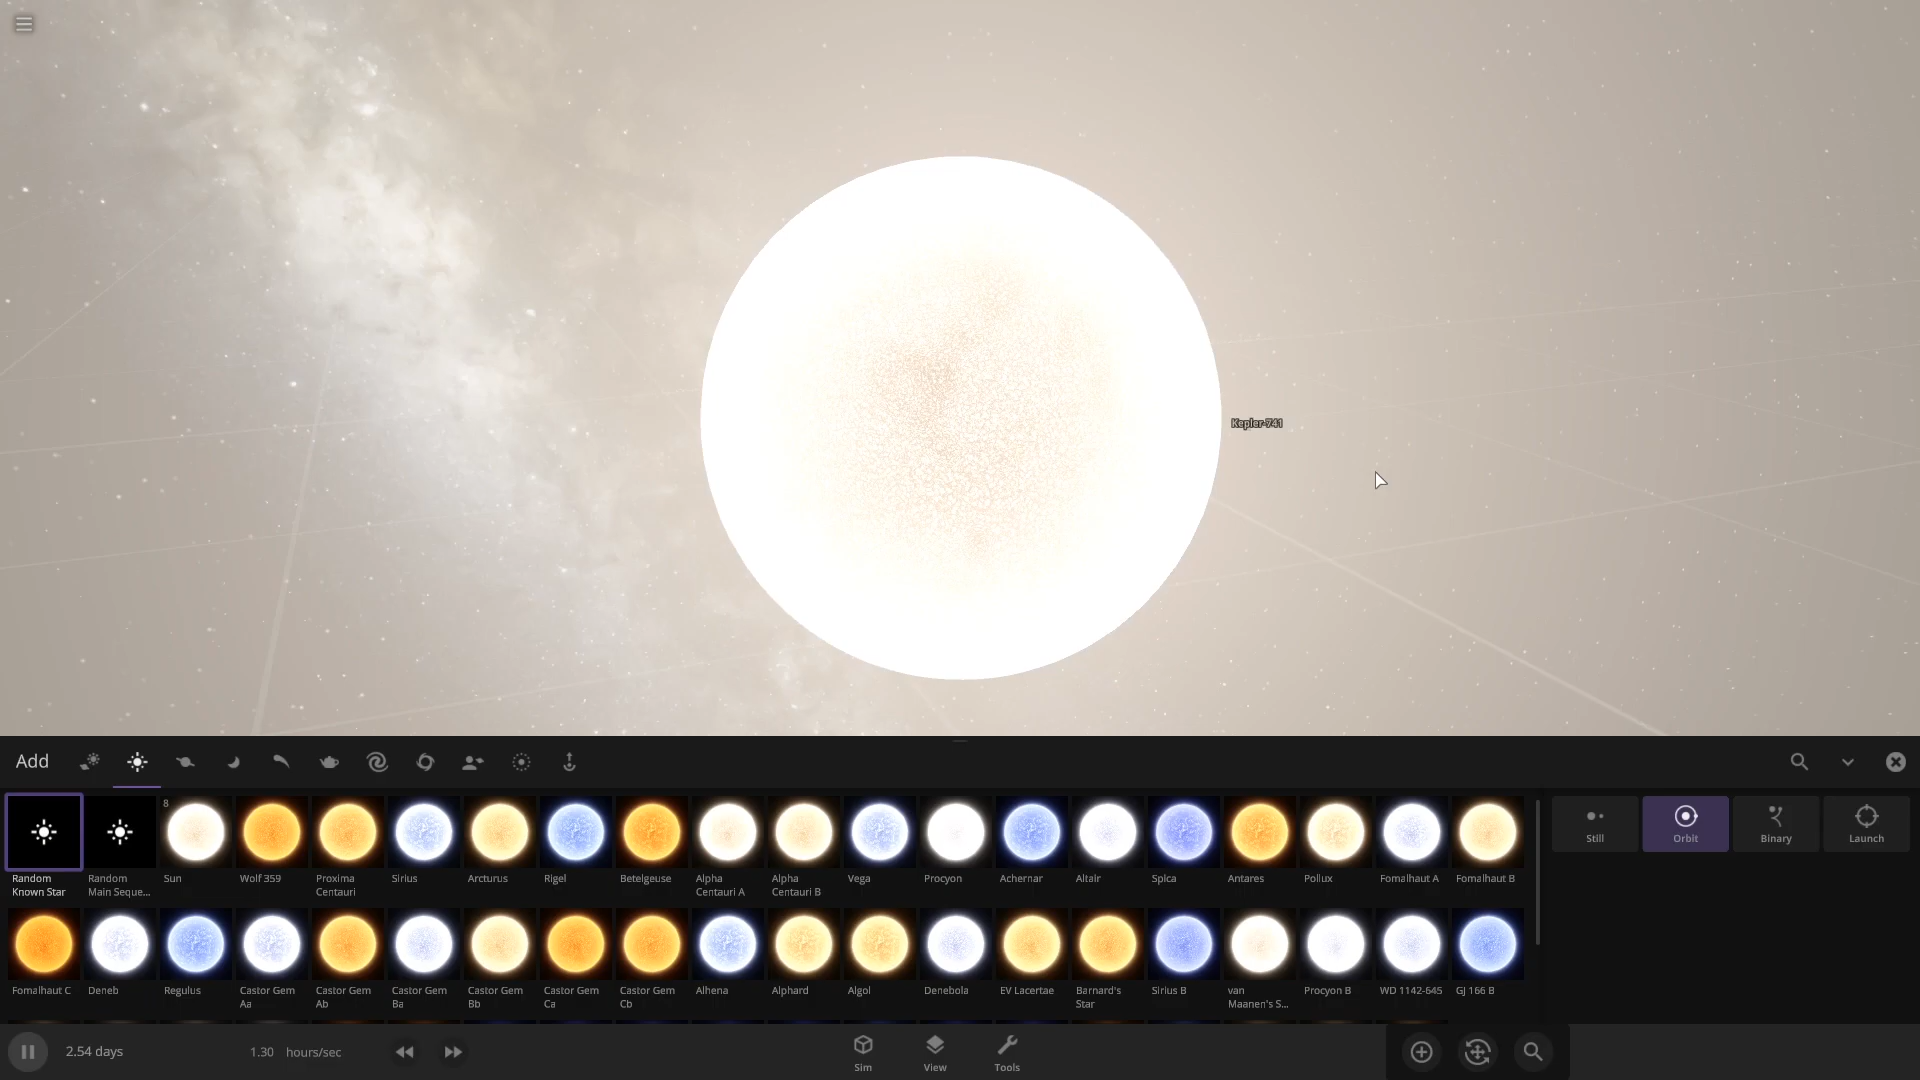 Kepler-741
Add
8
Random
Known Star
Random
Main Seque...
Sun
Wolf 359
Proxima
Centauri
Sirius
Arcturus
Rigel
Betelgeuse
Alpha
Centauri A
Alpha
Centauri B
Vega
Procyon
Achernar
Altair
Spica
Antares
Pollux
Fomalhaut A
Fomalhaut B
Still
Orbit
Binary
Launch
Fomalhaut C
Deneb
Regulus
Castor Gem
Aa
Castor Gem
Ab
Castor Gem
Ba
Castor Gem
Bb
Castor Gem
Ca
Castor Gem
Cb
Alhena
Alphard
Algol
Denebola
EV Lacertae
Barnard's
Star
Sirius B
van
Maanen's S...
Procyon B
WD 1142-645
GJ 166 B
2.54 days
1.30 hours/sec
Sim
View
Tools